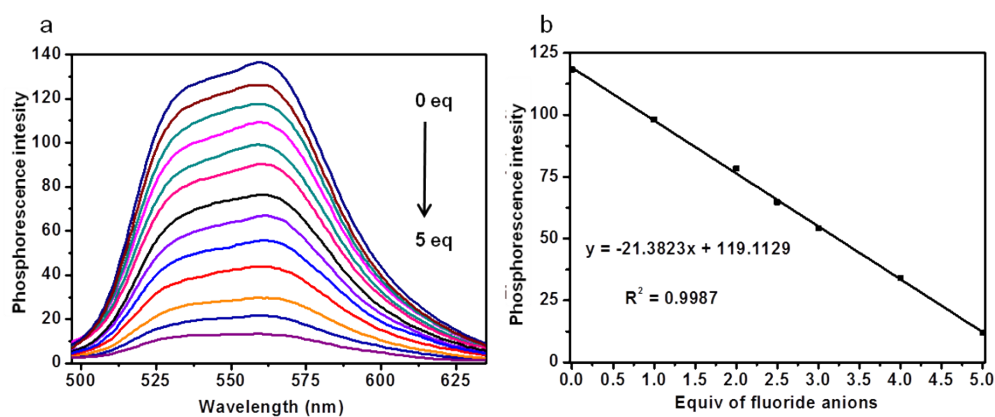 a
140
120
100
80
60
40
20
0
Phosphorescence intesity
0 eq
5 eq
500 525 550 575 600 625
Wavelength (nm)
b
125
100
75
50
25
0
Phosphorescence intesity
y = -21.3823x + 119.1129
R² = 0.9987
0.0 0.5 1.0 1.5 2.0 2.5 3.0 3.5 4.0 4.5 5.0
Equiv of fluoride anions